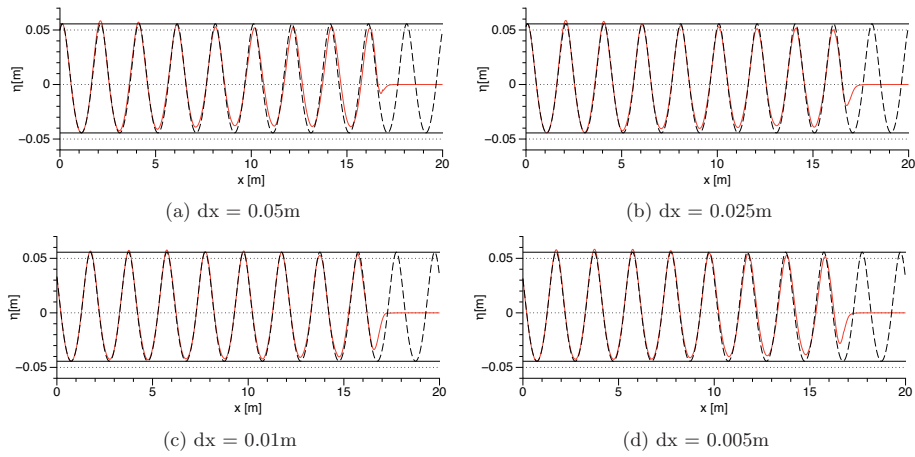 0.05
0
−0.05
η[m]
0 5 10 15 20
x [m]
(a) dx = 0.05m
0.05
0
−0.05
η[m]
0 5 10 15 20
x [m]
(b) dx = 0.025m
0.05
0
−0.05
η[m]
0 5 10 15 20
x [m]
(c) dx = 0.01m
0.05
0
−0.05
η[m]
0 5 10 15 20
x [m]
(d) dx = 0.005m